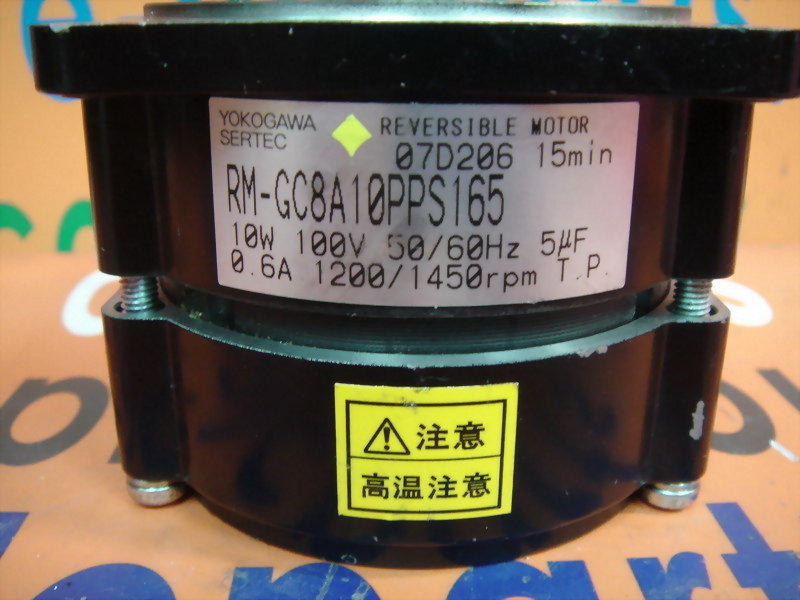 YOKOGAWA
SERTEC
REVERSIBLE MOTOR
07D206 15min
RM-GC8A10PPS165
10W 100V 50/60Hz 5μF
0.6A 1200/1450rpm T.P.
注意
高温注意